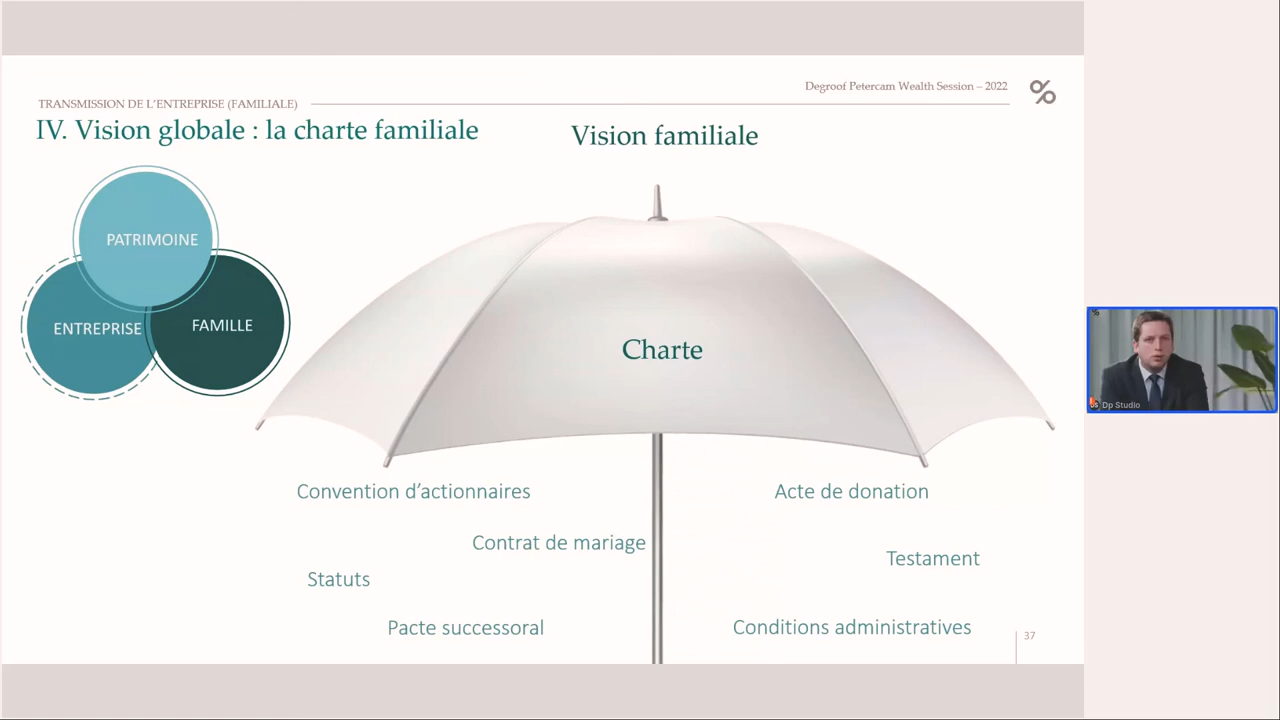 Degroof Petercam Wealth Session – 2022
TRANSMISSION DE L'ENTREPRISE (FAMILIALE)
IV. Vision globale : la charte familiale
Vision familiale
PATRIMOINE
ENTREPRISE
FAMILLE
Charte
Convention d'actionnaires
Acte de donation
Contrat de mariage
Testament
Statuts
Pacte successoral
Conditions administratives
37
Dp Studio